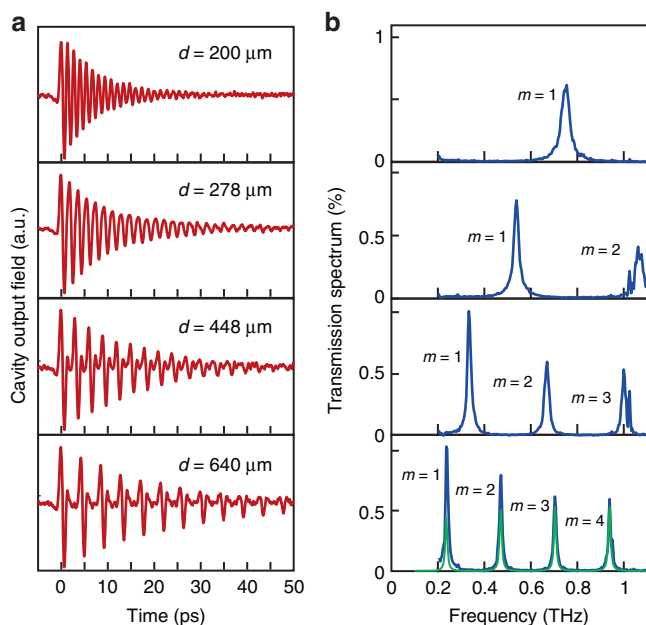 a
d = 200 μm
d = 278 μm
d = 448 μm
d = 640 μm
Cavity output field (a.u.)
0 10 20 30 40 50
Time (ps)
b
1
m = 1
1
m = 1
m = 2
0.5
0
m = 1
m = 2
m = 3
0.5
0
m = 1
m = 2
m = 3
m = 4
0.5
0
Transmission spectrum (%)
0 0.2 0.4 0.6 0.8 1
Frequency (THz)